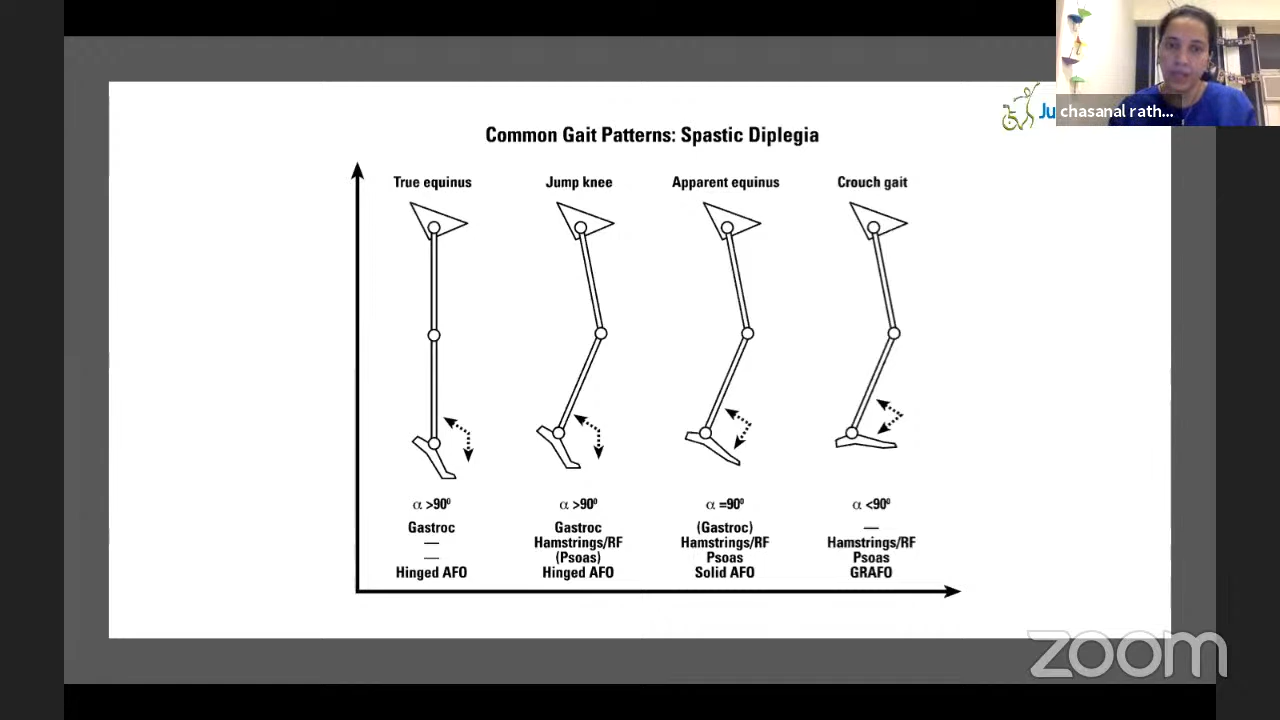 Ju
chasanal rath...
Common Gait Patterns: Spastic Diplegia
True equinus Jump knee Apparent equinus Crouch gait
α >90⁰ α >90⁰ α =90⁰ α <90⁰
Gastroc Gastroc (Gastroc) —
— Hamstrings/RF Hamstrings/RF Hamstrings/RF
— (Psoas) Psoas Psoas
Hinged AFO Hinged AFO Solid AFO GRAFO
zoom